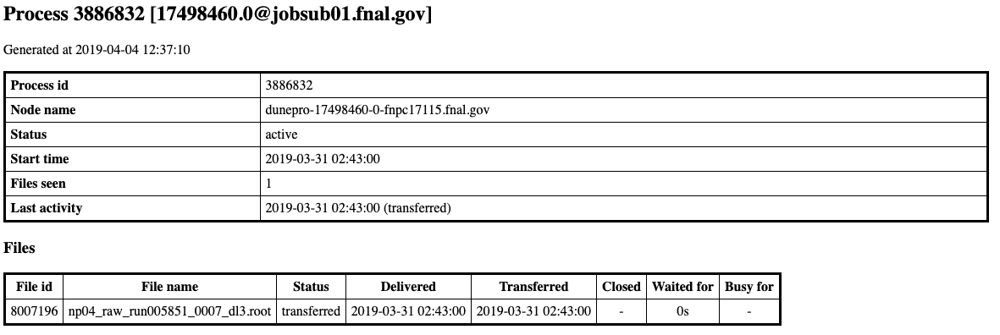 Process 3886832 [17498460.0@jobsub01.fnal.gov]
Generated at 2019-04-04 12:37:10
Process id 3886832
Node name dunepro-17498460-0-fnpc17115.fnal.gov
Status active
Start time 2019-03-31 02:43:00
Files seen 1
Last activity 2019-03-31 02:43:00 (transferred)
Files
File id File name Status Delivered Transferred Closed Waited for Busy for
8007196 np04_raw_run005851_0007_dl3.root transferred 2019-03-31 02:43:00 2019-03-31 02:43:00 - 0s -